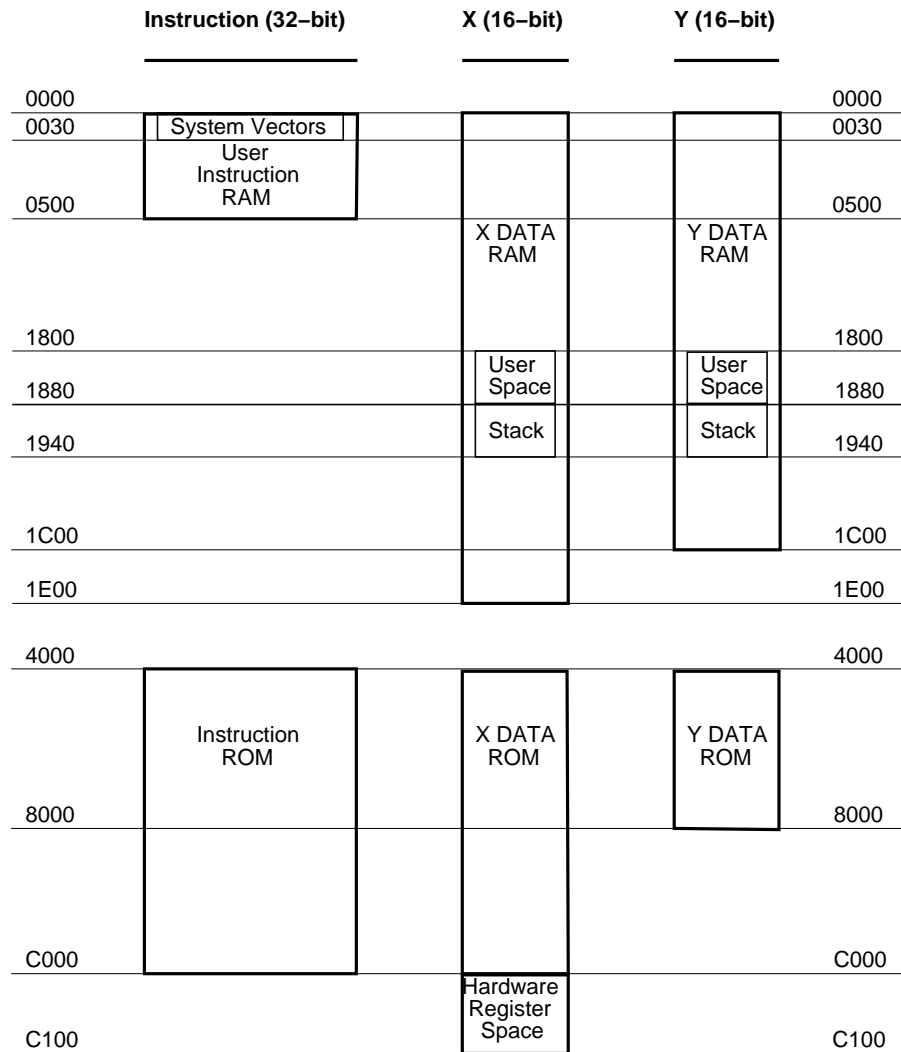 Instruction (32–bit) X (16–bit) Y (16–bit)
0000 0000
System Vectors
0030 0030
User
Instruction
RAM
0500 0500
X DATA Y DATA
RAM RAM
1800 1800
User User
Space Space
1880 1880
Stack Stack
1940 1940
1C00 1C00
1E00 1E00
4000 4000
Instruction X DATA Y DATA
ROM ROM ROM
8000 8000
C000 C000
Hardware
Register
Space
C100 C100